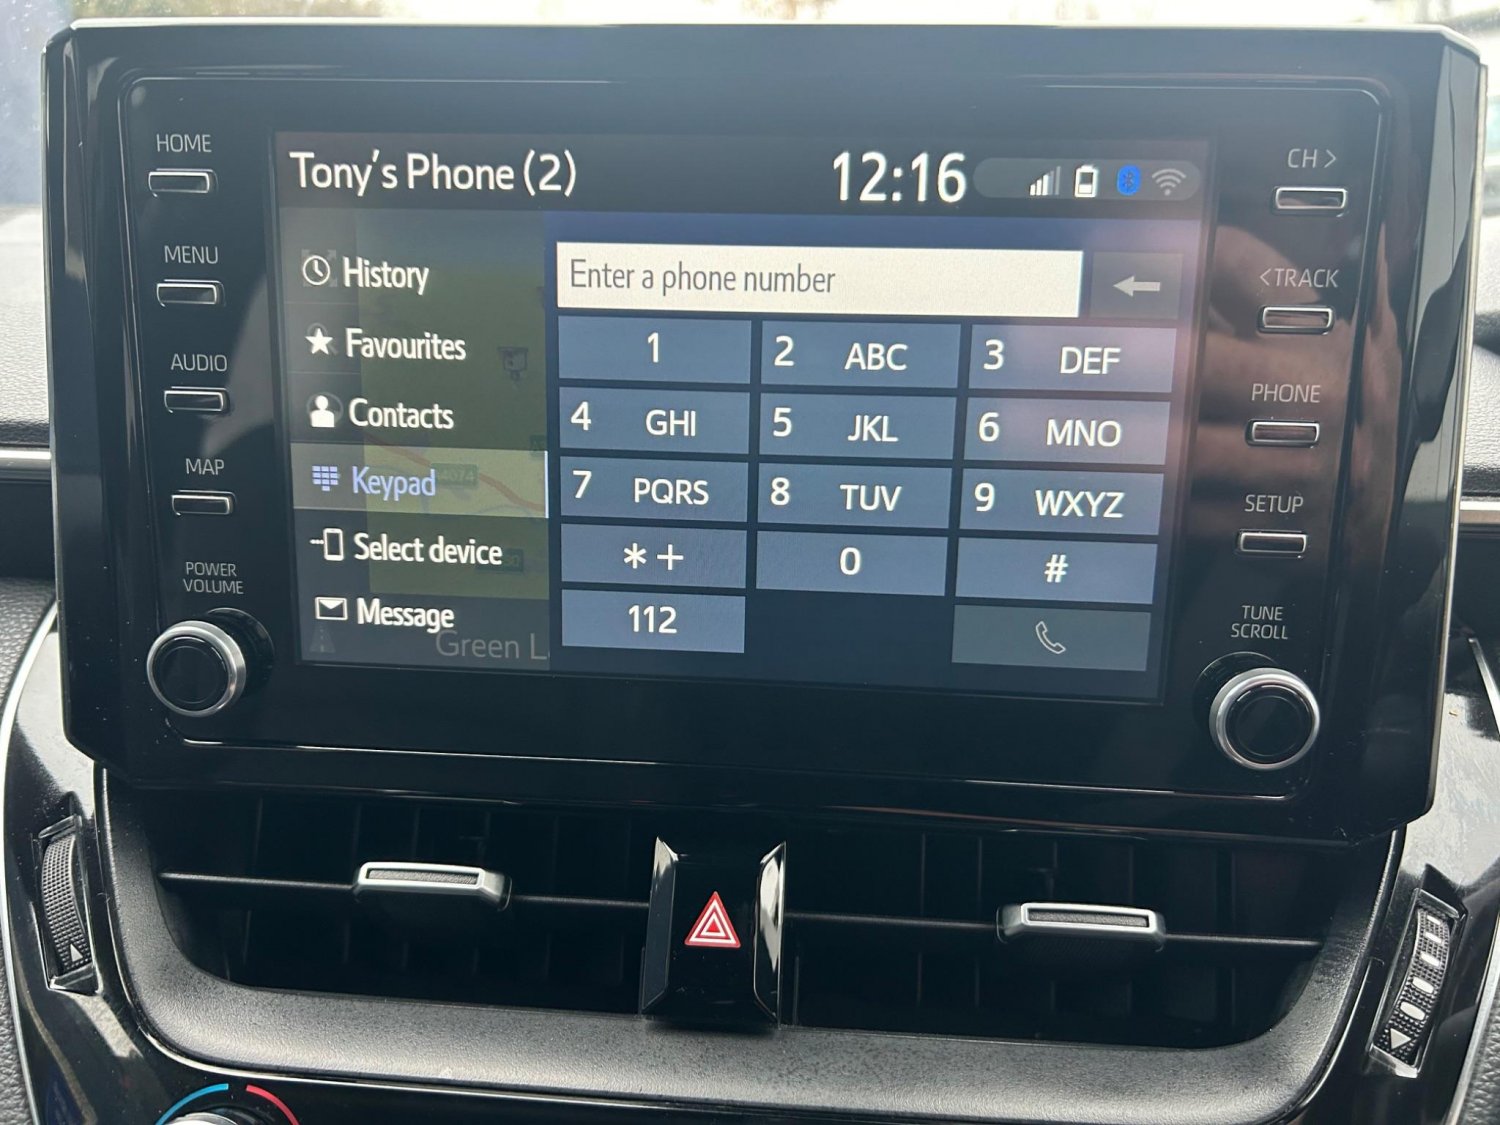 HOME
MENU
AUDIO
MAP
POWER
VOLUME
Tony's Phone (2)
12:16
History
Favourites
Contacts
Keypad
Select device
Message
Green L
Enter a phone number
1
2 ABC
3 DEF
4 GHI
5 JKL
6 MNO
7 PQRS
8 TUV
9 WXYZ
*+
0
#
112
CH >
< TRACK
PHONE
SETUP
TUNE
SCROLL